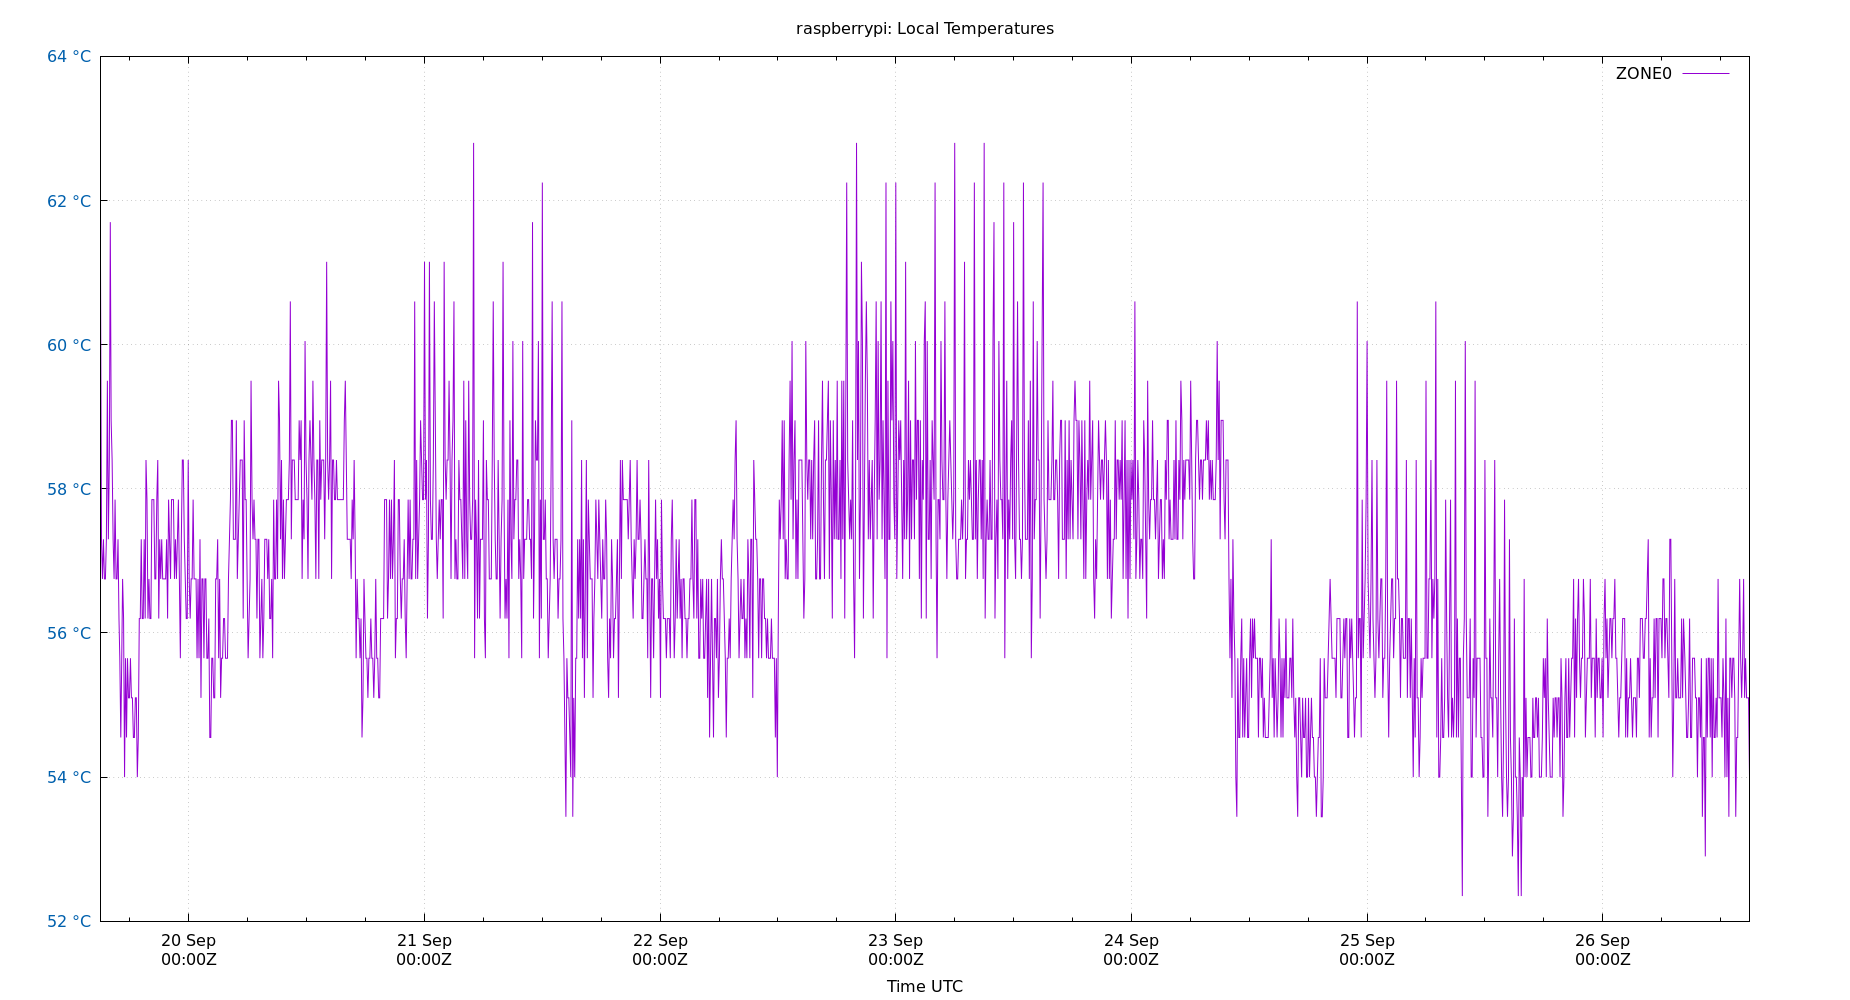 raspberrypi: Local Temperatures
64 °C
ZONE0
62 °C
60 °C
58 °C
56 °C
54 °C
52 °C
20 Sep 21 Sep 22 Sep 23 Sep 24 Sep 25 Sep 26 Sep
00:00Z 00:00Z 00:00Z 00:00Z 00:00Z 00:00Z 00:00Z
Time UTC